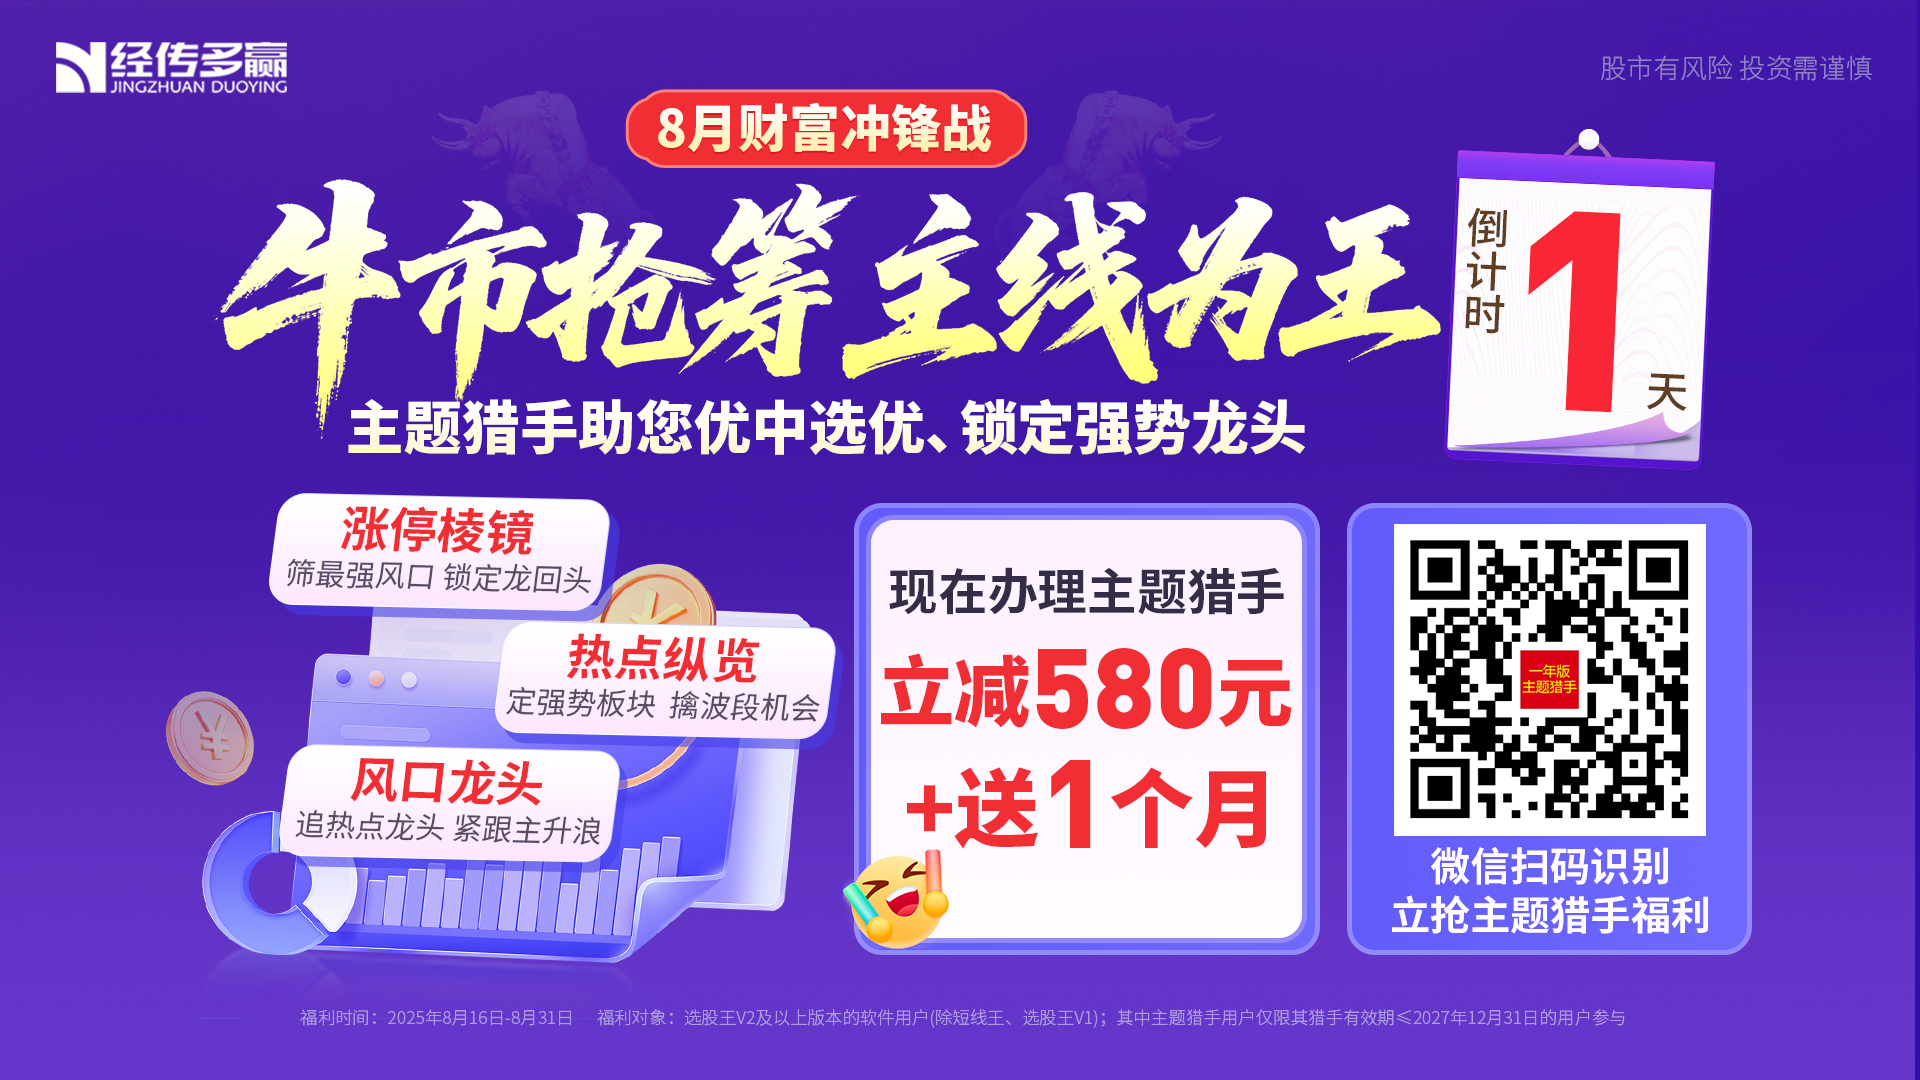 经传多赢
JINGZHUAN DUOYING
股市有风险 投资需谨慎
8月财富冲锋战
牛市抢筹 主线为王
主题猎手助您优中选优、锁定强势龙头
倒计时
1
天
涨停棱镜
筛最强风口 锁定龙回头
热点纵览
定强势板块 擒波段机会
风口龙头
追热点龙头 紧跟主升浪
现在办理主题猎手
立减580元
+送1个月
一年版
主题猎手
微信扫码识别
立抢主题猎手福利
福利时间：2025年8月16日-8月31日 福利对象：选股王V2及以上版本的软件用户(除短线王、选股王V1)；其中主题猎手用户仅限其猎手有效期≤2027年12月31日的用户参与